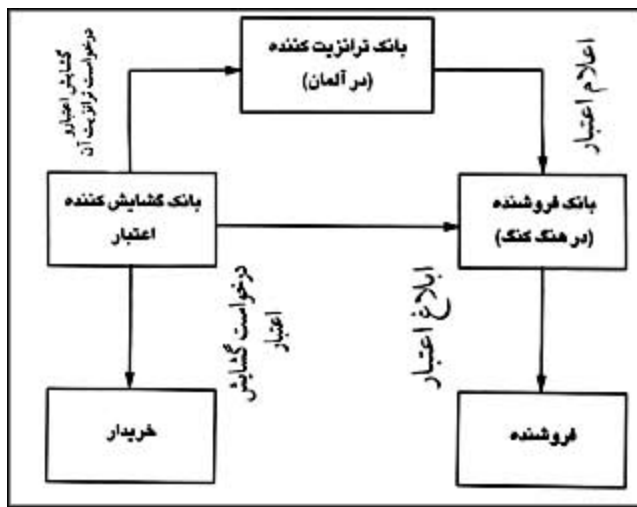 بانک ترانزیت کننده
(در آلمان)
گشایش اعتبارو
درخواست ترانزیت آن
اعلام اعتبار
بانک گشایش کننده
اعتبار
بانک فروشنده
(در هنگ کنگ)
درخواست گشایش
اعتبار
ابلاغ اعتبار
خریدار
فروشنده